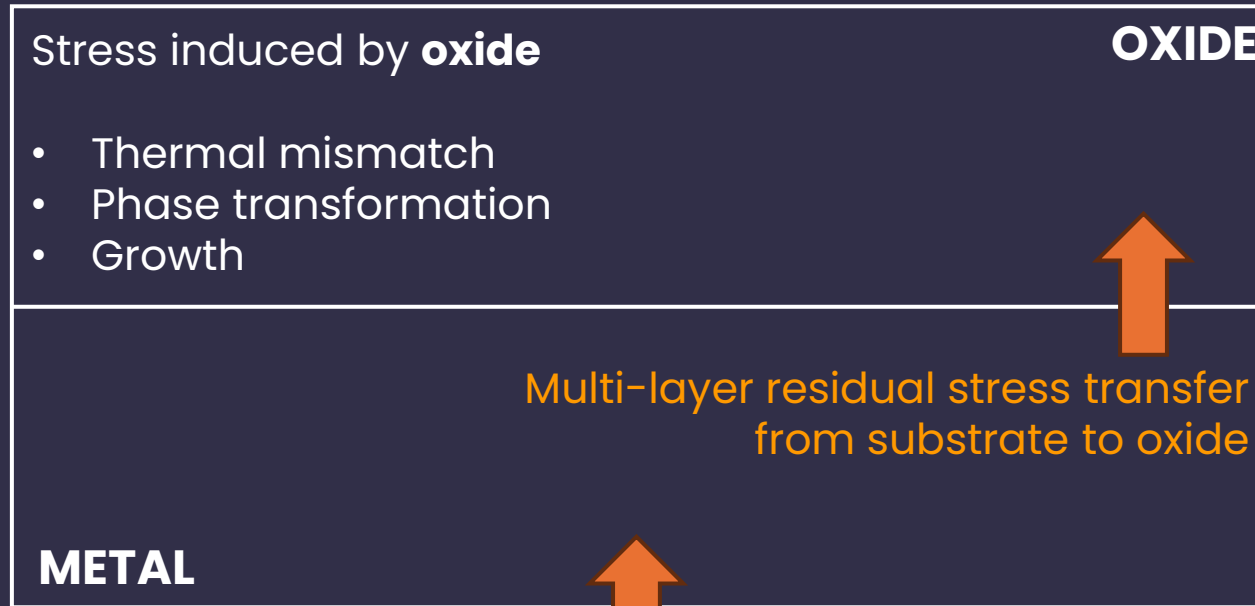 Stress induced by oxide
OXIDE
• Thermal mismatch
• Phase transformation
• Growth
Multi-layer residual stress transfer
from substrate to oxide
METAL